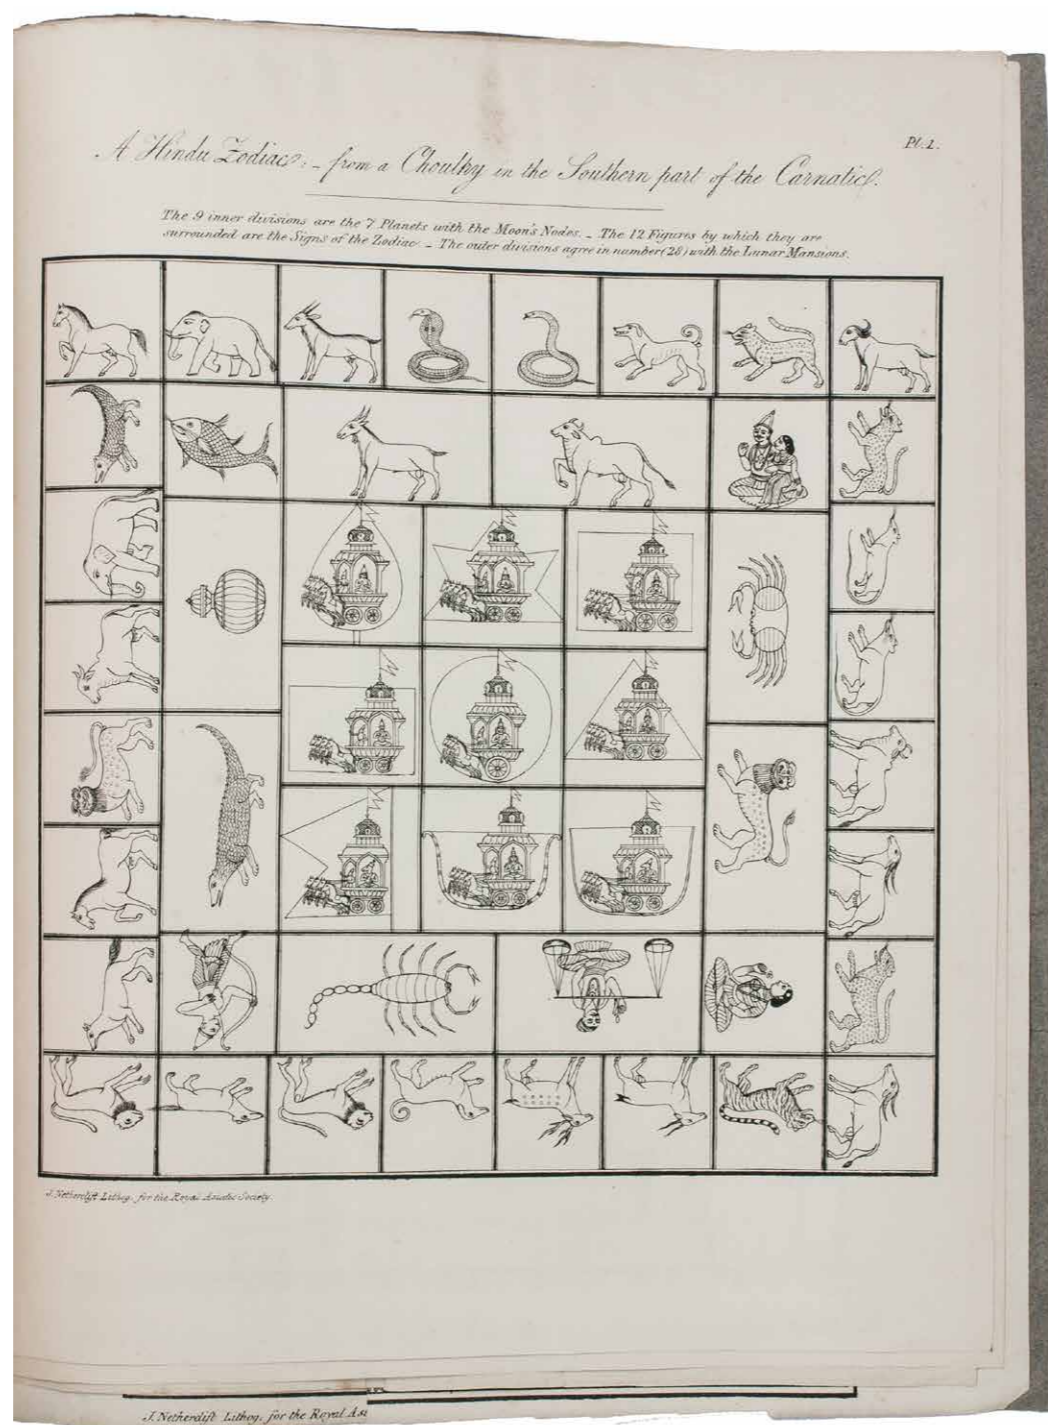 Pl. 1.
A Hindu Zodiac; – from a Choultry in the Southern part of the Carnatic.
The 9 inner divisions are the 7 Planets with the Moon's Nodes. – The 12 Figures by which they are
surrounded are the Signs of the Zodiac – The outer divisions agree in number (28) with the Lunar Mansions.
J. Netherclift Lithog. for the Royal Asiatic Society.
J. Netherclift Lithog. for the Royal Asi